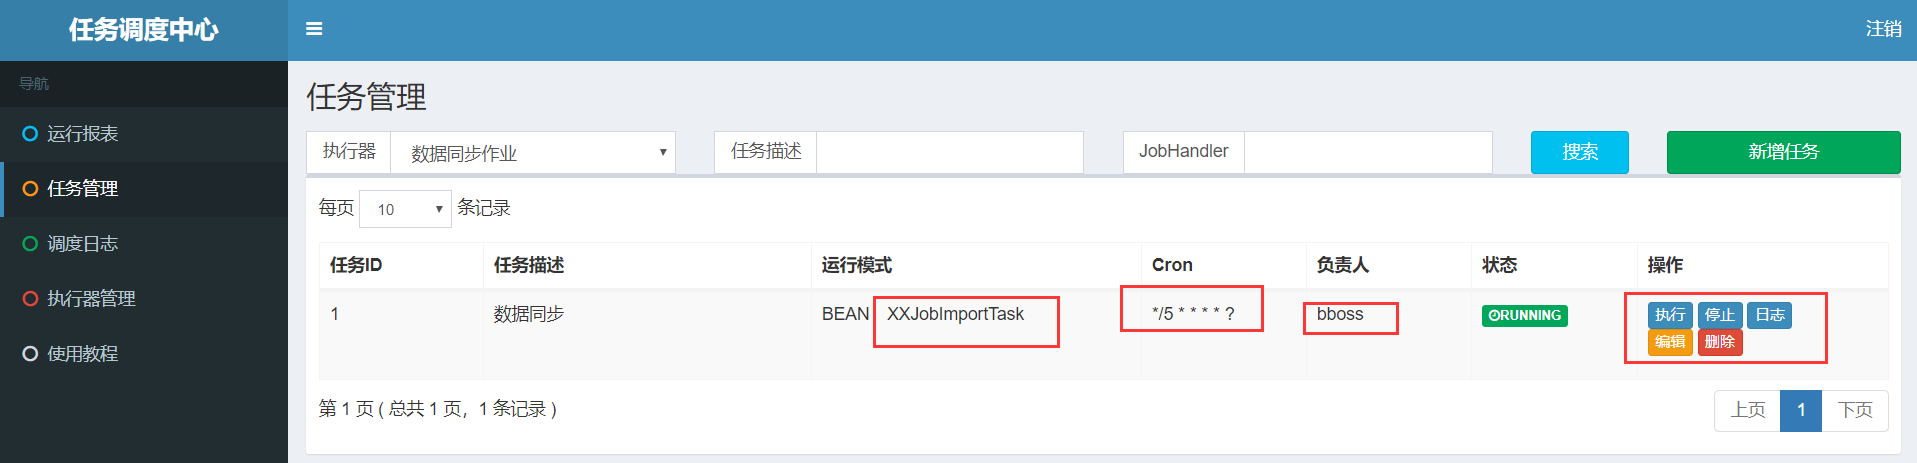 任务调度中心
注销
导航
运行报表
任务管理
调度日志
执行器管理
使用教程
任务管理
执行器 数据同步作业 任务描述 JobHandler 搜索 新增任务
每页 10 条记录
任务ID 任务描述 运行模式 Cron 负责人 状态 操作
1 数据同步 BEAN XXJobImportTask */5 * * * * ? bboss RUNNING 执行 停止 日志
编辑 删除
第 1 页 ( 总共 1 页，1 条记录 ) 上页 1 下页